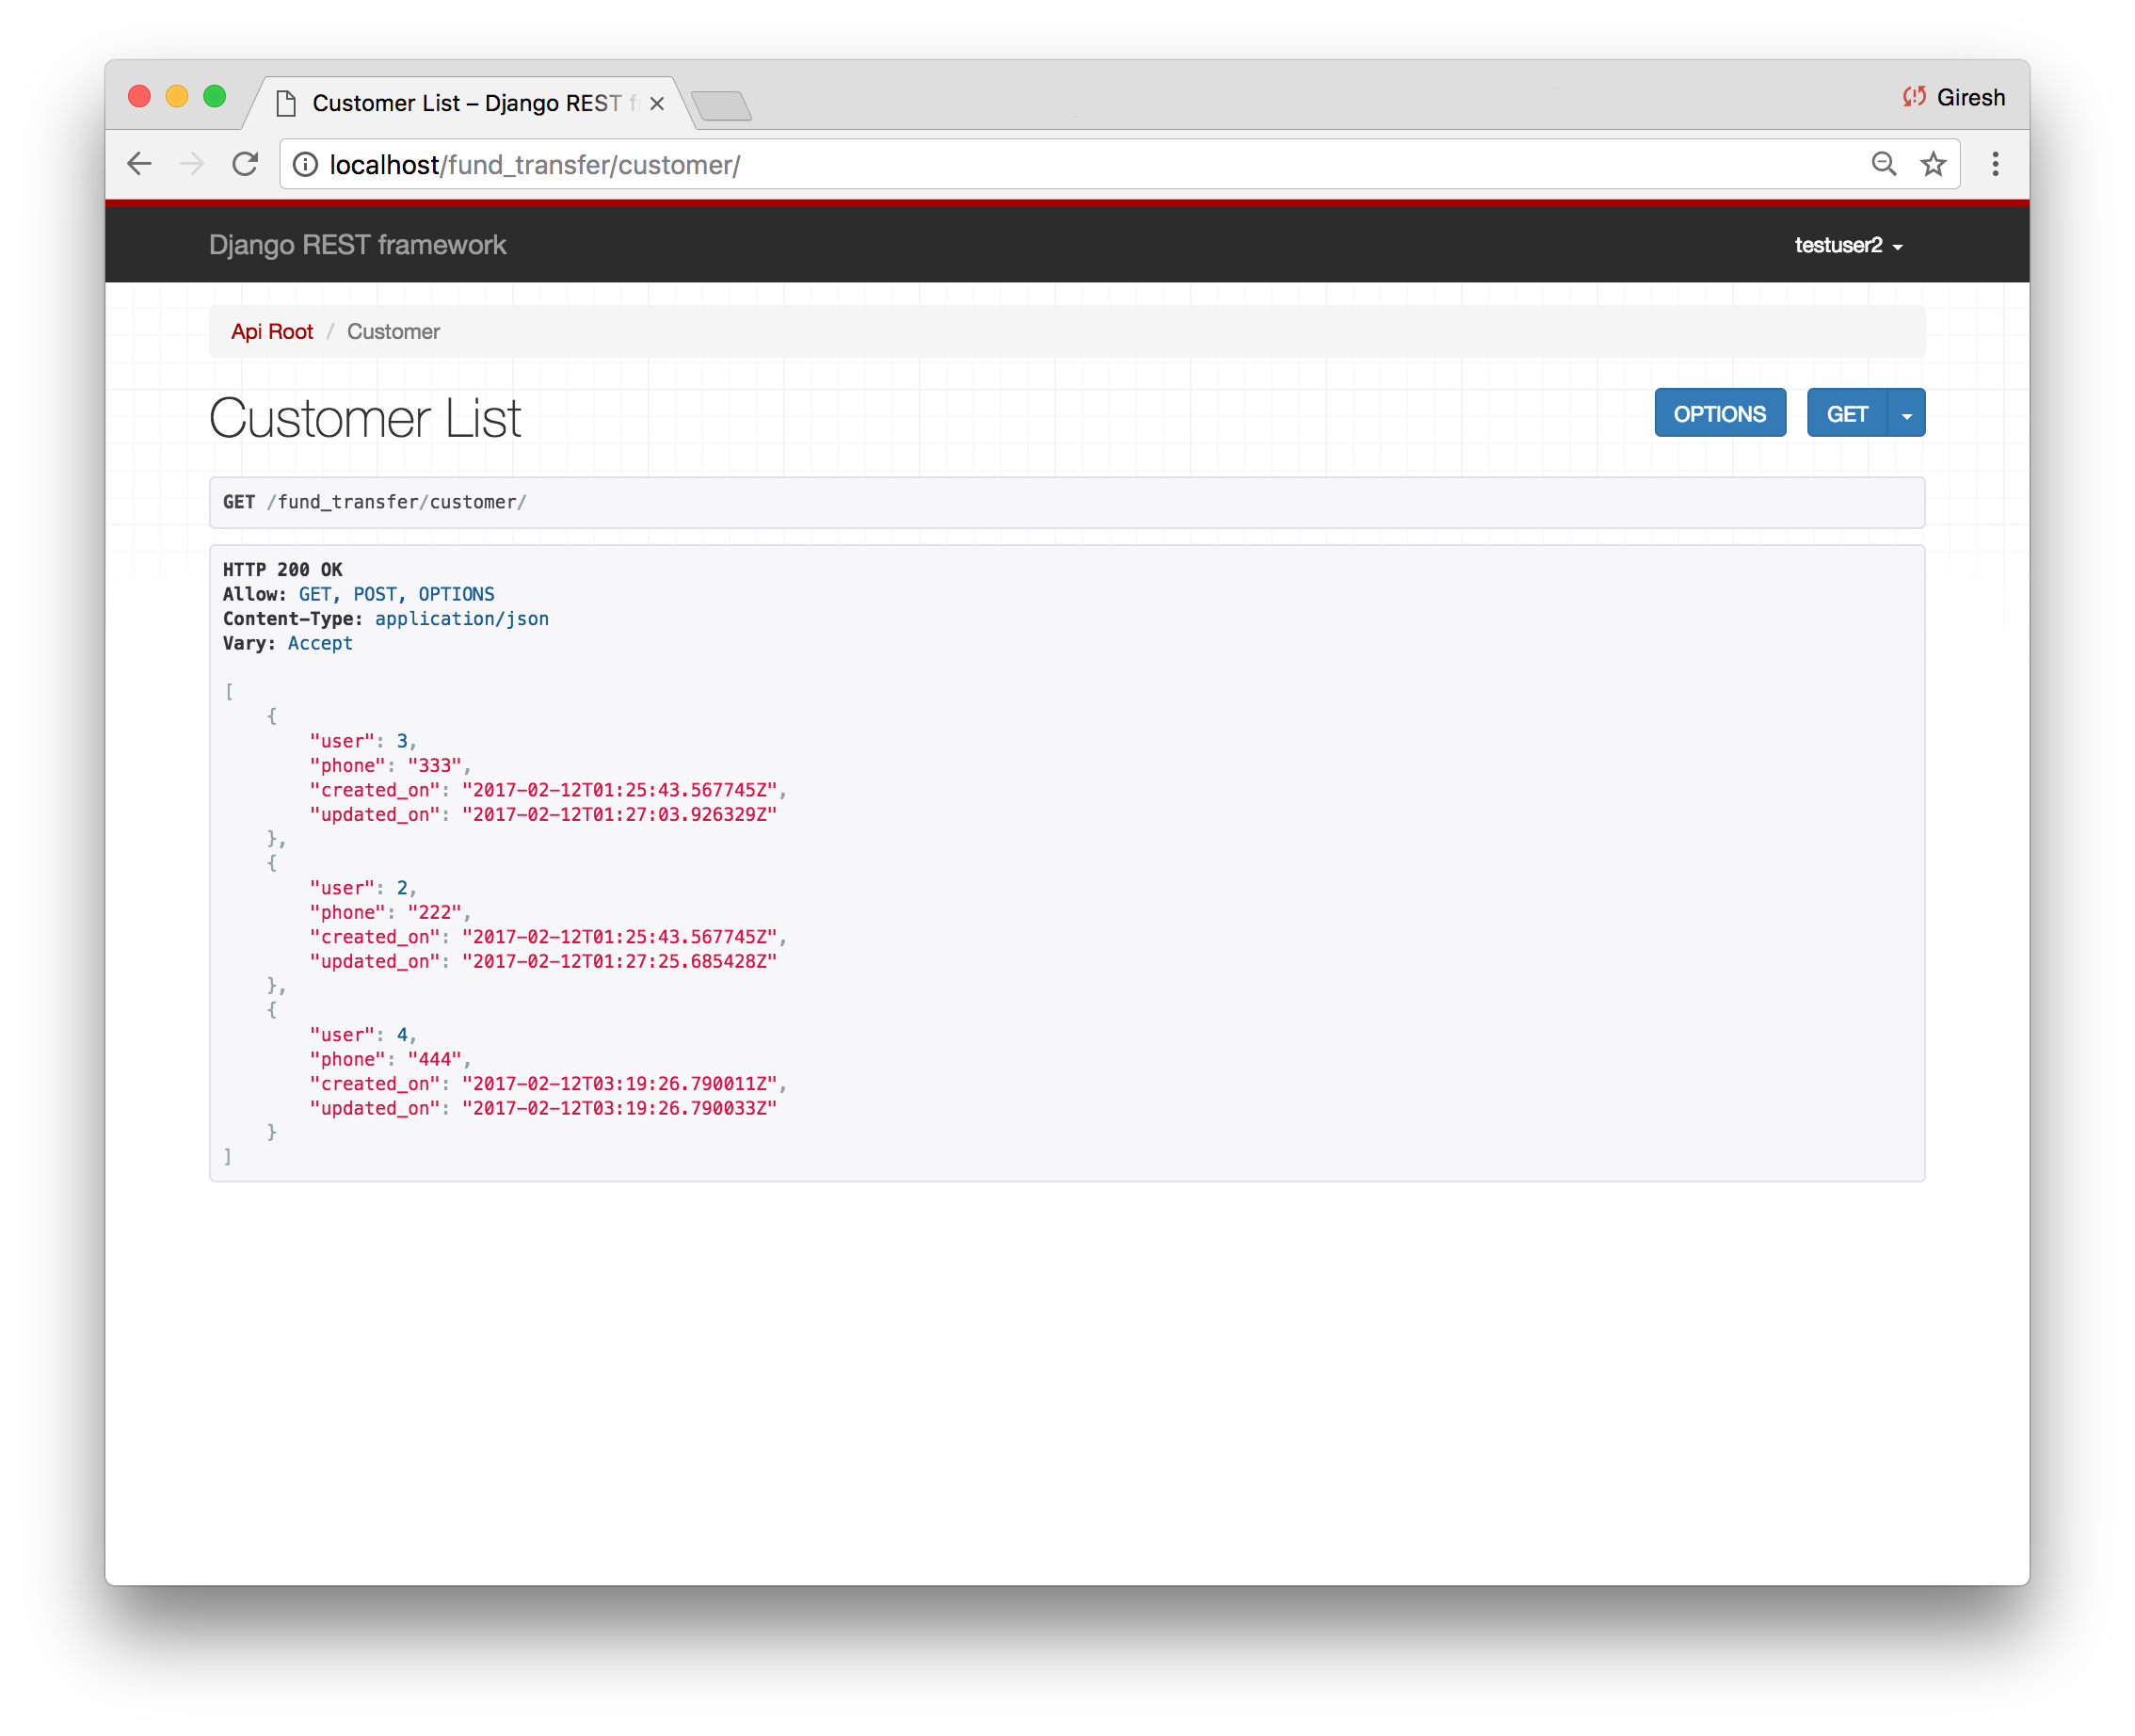 Customer List – Django REST f
Giresh
localhost/fund_transfer/customer/
Django REST framework
testuser2
Api Root / Customer
Customer List
OPTIONS
GET
GET /fund_transfer/customer/
HTTP 200 OK
Allow: GET, POST, OPTIONS
Content-Type: application/json
Vary: Accept
[
    {
        "user": 3,
        "phone": "333",
        "created_on": "2017-02-12T01:25:43.567745Z",
        "updated_on": "2017-02-12T01:27:03.926329Z"
    },
    {
        "user": 2,
        "phone": "222",
        "created_on": "2017-02-12T01:25:43.567745Z",
        "updated_on": "2017-02-12T01:27:25.685428Z"
    },
    {
        "user": 4,
        "phone": "444",
        "created_on": "2017-02-12T03:19:26.790011Z",
        "updated_on": "2017-02-12T03:19:26.790033Z"
    }
]